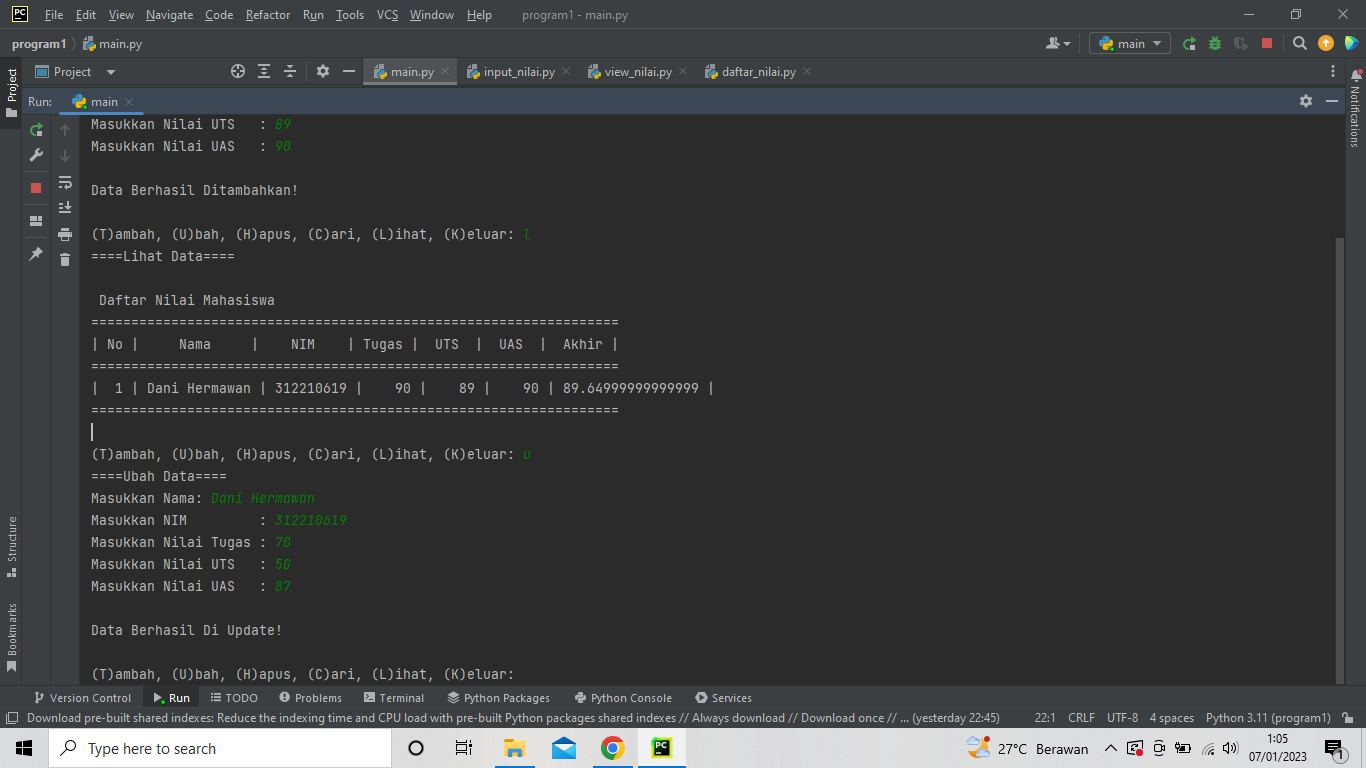 PC File Edit View Navigate Code Refactor Run Tools VCS Window Help program1 - main.py
program1 main.py main
Project Project main.py input_nilai.py view_nilai.py daftar_nilai.py
Run: main
Notifications
Masukkan Nilai UTS   : 89
Masukkan Nilai UAS   : 90
Data Berhasil Ditambahkan!
(T)ambah, (U)bah, (H)apus, (C)ari, (L)ihat, (K)eluar: l
====Lihat Data====
Daftar Nilai Mahasiswa
==================================================================
| No |     Nama     |    NIM    | Tugas |  UTS  |  UAS  |  Akhir |
==================================================================
|  1 | Dani Hermawan | 312210619 |    90 |    89 |    90 | 89.64999999999999 |
==================================================================
(T)ambah, (U)bah, (H)apus, (C)ari, (L)ihat, (K)eluar: u
====Ubah Data====
Masukkan Nama: Dani Hermawan
Masukkan NIM         : 312210619
Masukkan Nilai Tugas : 70
Masukkan Nilai UTS   : 50
Masukkan Nilai UAS   : 87
Data Berhasil Di Update!
(T)ambah, (U)bah, (H)apus, (C)ari, (L)ihat, (K)eluar:
Structure
Bookmarks
Version Control Run TODO Problems Terminal Python Packages Python Console Services
Download pre-built shared indexes: Reduce the indexing time and CPU load with pre-built Python packages shared indexes // Always download // Download once // ... (yesterday 22:45) 22:1 CRLF UTF-8 4 spaces Python 3.11 (program1)
Type here to search PC 27°C Berawan 1:05
07/01/2023 1